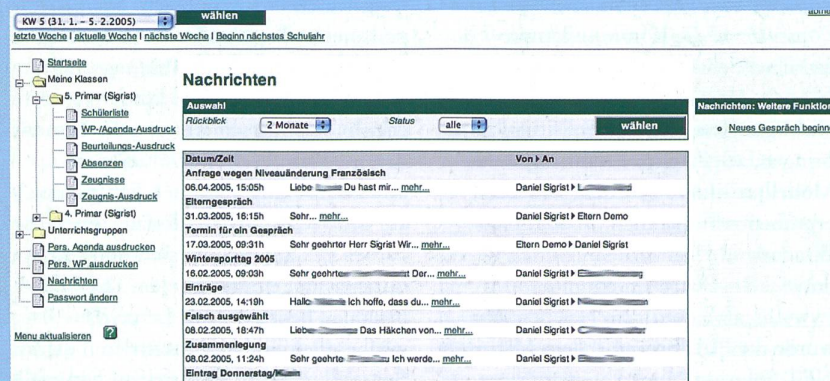 KW 5 (31. 1. – 5. 2.2005) wählen
letzte Woche | aktuelle Woche | nächste Woche | Beginn nächstes Schuljahr
Startseite
Meine Klassen
5. Primar (Sigrist)
Schülerliste
WP-/Agenda-Ausdruck
Beurteilungs-Ausdruck
Absenzen
Zeugnisse
Zeugnis-Ausdruck
4. Primar (Sigrist)
Unterrichtsgruppen
Pers. Agenda ausdrucken
Pers. WP ausdrucken
Nachrichten
Passwort ändern
Menu aktualisieren
Nachrichten
Auswahl
Rückblick 2 Monate Status alle wählen
Datum/Zeit Von An
Anfrage wegen Niveauänderung Französisch
06.04.2005, 15:05h Liebe Du hast mir... mehr... Daniel Sigrist
Elterngespräch
31.03.2005, 16:15h Sehr... mehr... Daniel Sigrist Eltern Demo
Termin für ein Gespräch
17.03.2005, 09:31h Sehr geehrter Herr Sigrist Wir... mehr... Eltern Demo Daniel Sigrist
Wintersporttag 2005
16.02.2005, 09:03h Sehr geehrter Der... mehr... Daniel Sigrist
Einträge
23.02.2005, 14:19h Hallo Ich hoffe, dass du... mehr... Daniel Sigrist
Falsch ausgewählt
08.02.2005, 18:47h Liebe Das Häkchen von... mehr... Daniel Sigrist
Zusammenlegung
08.02.2005, 11:24h Sehr geehrte Ich werde... mehr... Daniel Sigrist
Eintrag Donnerstag/
Nachrichten: Weitere Funktion
Neues Gespräch beginn